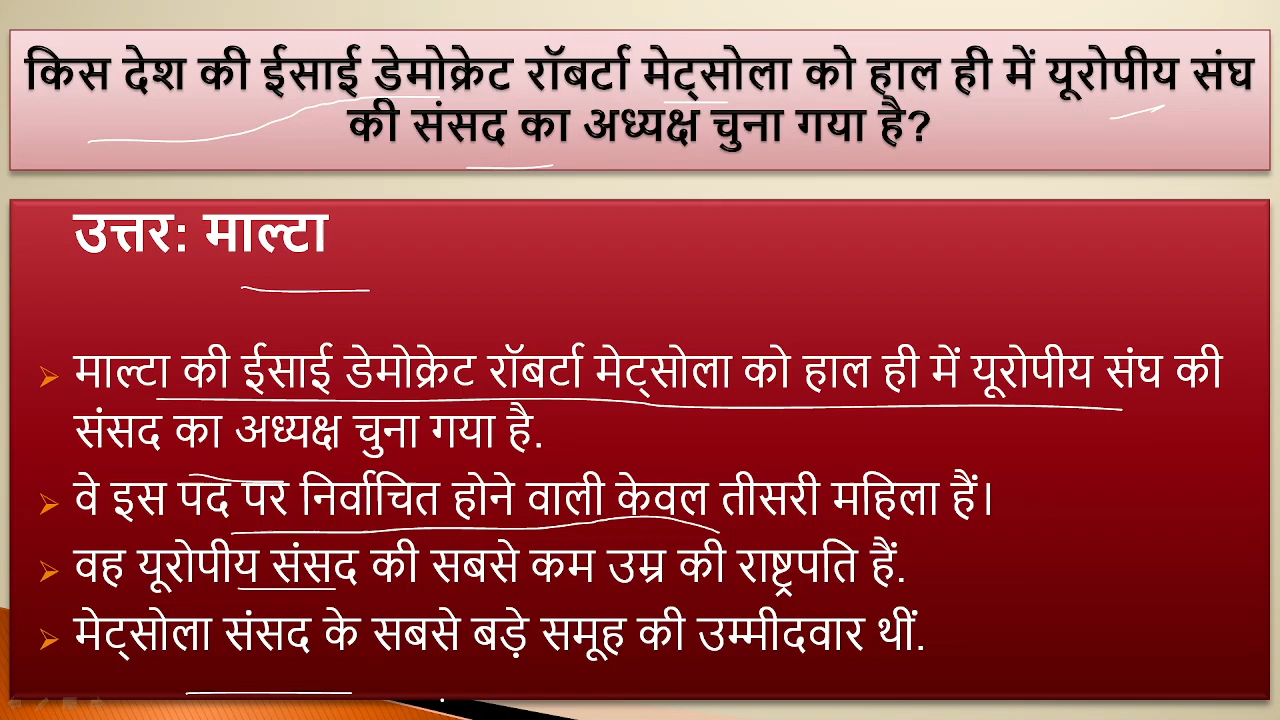 किस देश की ईसाई डेमोक्रेट रॉबर्टा मेट्सोला को हाल ही में यूरोपीय संघ
की संसद का अध्यक्ष चुना गया है?
उत्तर: माल्टा
माल्टा की ईसाई डेमोक्रेट रॉबर्टा मेट्सोला को हाल ही में यूरोपीय संघ की
संसद का अध्यक्ष चुना गया है.
वे इस पद पर निर्वाचित होने वाली केवल तीसरी महिला हैं।
वह यूरोपीय संसद की सबसे कम उम्र की राष्ट्रपति हैं.
मेट्सोला संसद के सबसे बड़े समूह की उम्मीदवार थीं.